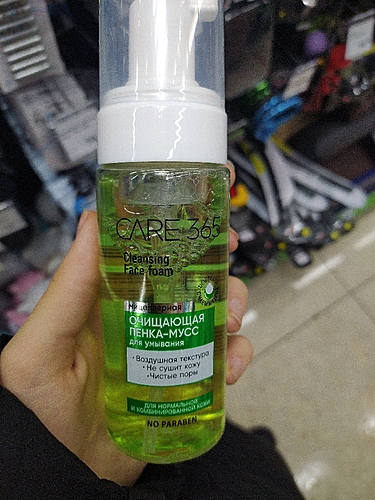 CARE 365
Cleansing
Face foam
Мицеллярная
ОЧИЩАЮЩАЯ
ПЕНКА-МУСС
для умывания
• Воздушная текстура
• Не сушит кожу
• Чистые поры
ДЛЯ НОРМАЛЬНОЙ
И КОМБИНИРОВАННОЙ КОЖИ
NO PARABEN